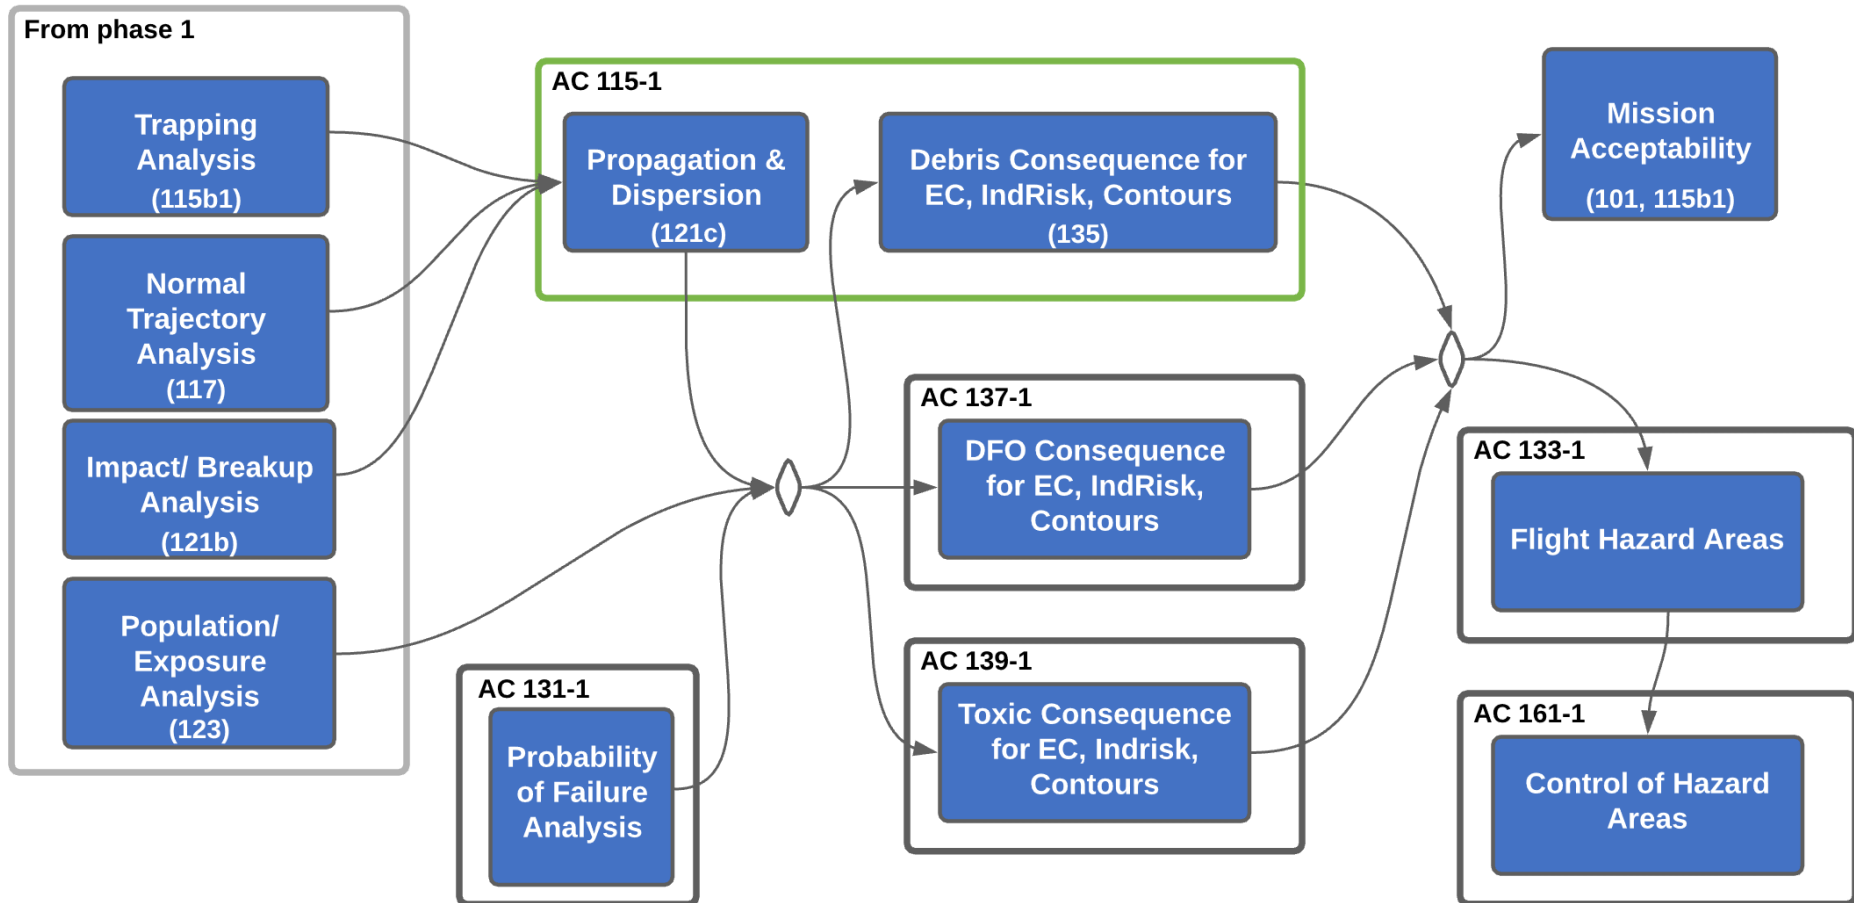 From phase 1
Trapping
Analysis
(115b1)
Normal
Trajectory
Analysis
(117)
Impact/ Breakup
Analysis
(121b)
Population/
Exposure
Analysis
(123)
AC 115-1
Propagation &
Dispersion
(121c)
Debris Consequence for
EC, IndRisk, Contours
(135)
AC 131-1
Probability
of Failure
Analysis
AC 137-1
DFO Consequence
for EC, IndRisk,
Contours
AC 139-1
Toxic Consequence
for EC, Indrisk,
Contours
Mission
Acceptability
(101, 115b1)
AC 133-1
Flight Hazard Areas
AC 161-1
Control of Hazard
Areas